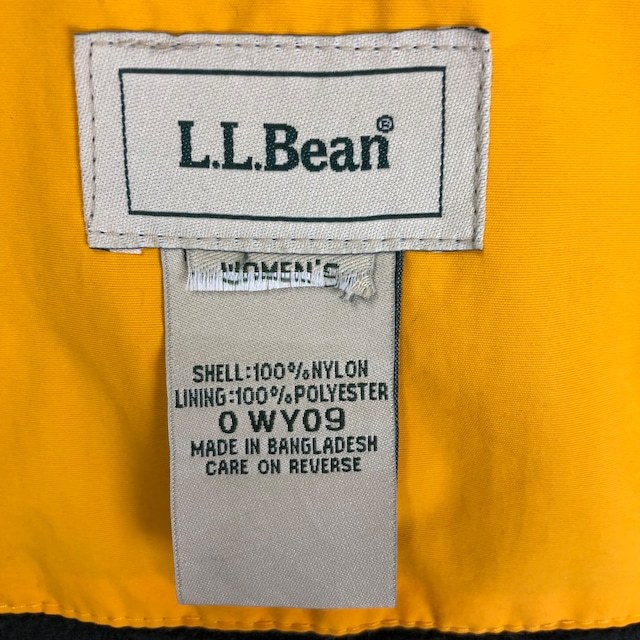 L.L.Bean®
WOMEN'S
SHELL:100%NYLON
LINING:100%POLYESTER
0 WY09
MADE IN BANGLADESH
CARE ON REVERSE